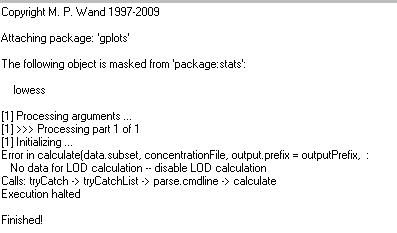 Copyright M. P. Wand 1997-2009
Attaching package: 'gplots'
The following object is masked from 'package:stats':
lowess
[1] Processing arguments ...
[1] >>> Processing part 1 of 1
[1] Initializing ...
Error in calculate(data.subset, concentrationFile, output.prefix = outputPrefix,  :
No data for LOD calculation -- disable LOD calculation
Calls: tryCatch -> tryCatchList -> parse.cmdline -> calculate
Execution halted
Finished!